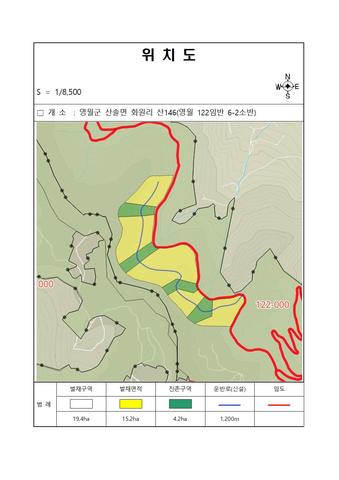 위 치 도
N
W E
S
S = 1/8,500
□ 개 소 : 영월군 산솔면 화원리 산146(영월 122임반 6-2소반)
000
122-000
범 례
벌채구역 벌채면적 잔존구역 운반로(신설) 임도
19.4ha 15.2ha 4.2ha 1,200m